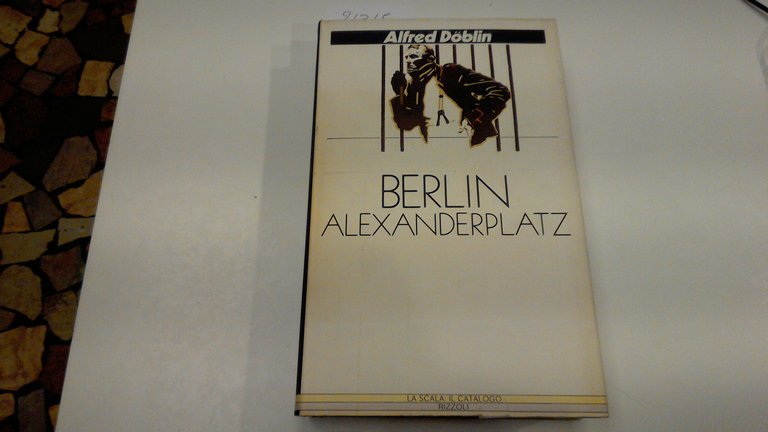 Alfred Döblin
BERLIN
ALEXANDERPLATZ
LA SCALA: IL CATALOGO
RIZZOLI